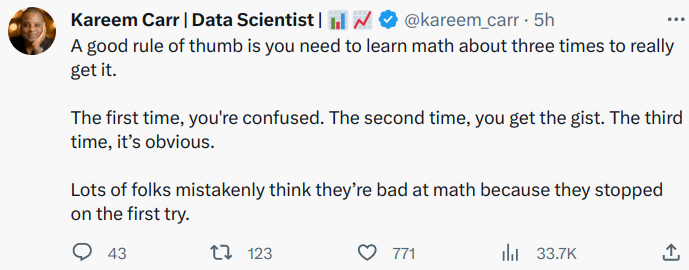 Kareem Carr | Data Scientist | 📊 📈 @kareem_carr · 5h
A good rule of thumb is you need to learn math about three times to really
get it.
The first time, you're confused. The second time, you get the gist. The third
time, it’s obvious.
Lots of folks mistakenly think they’re bad at math because they stopped
on the first try.
43 123 771 33.7K